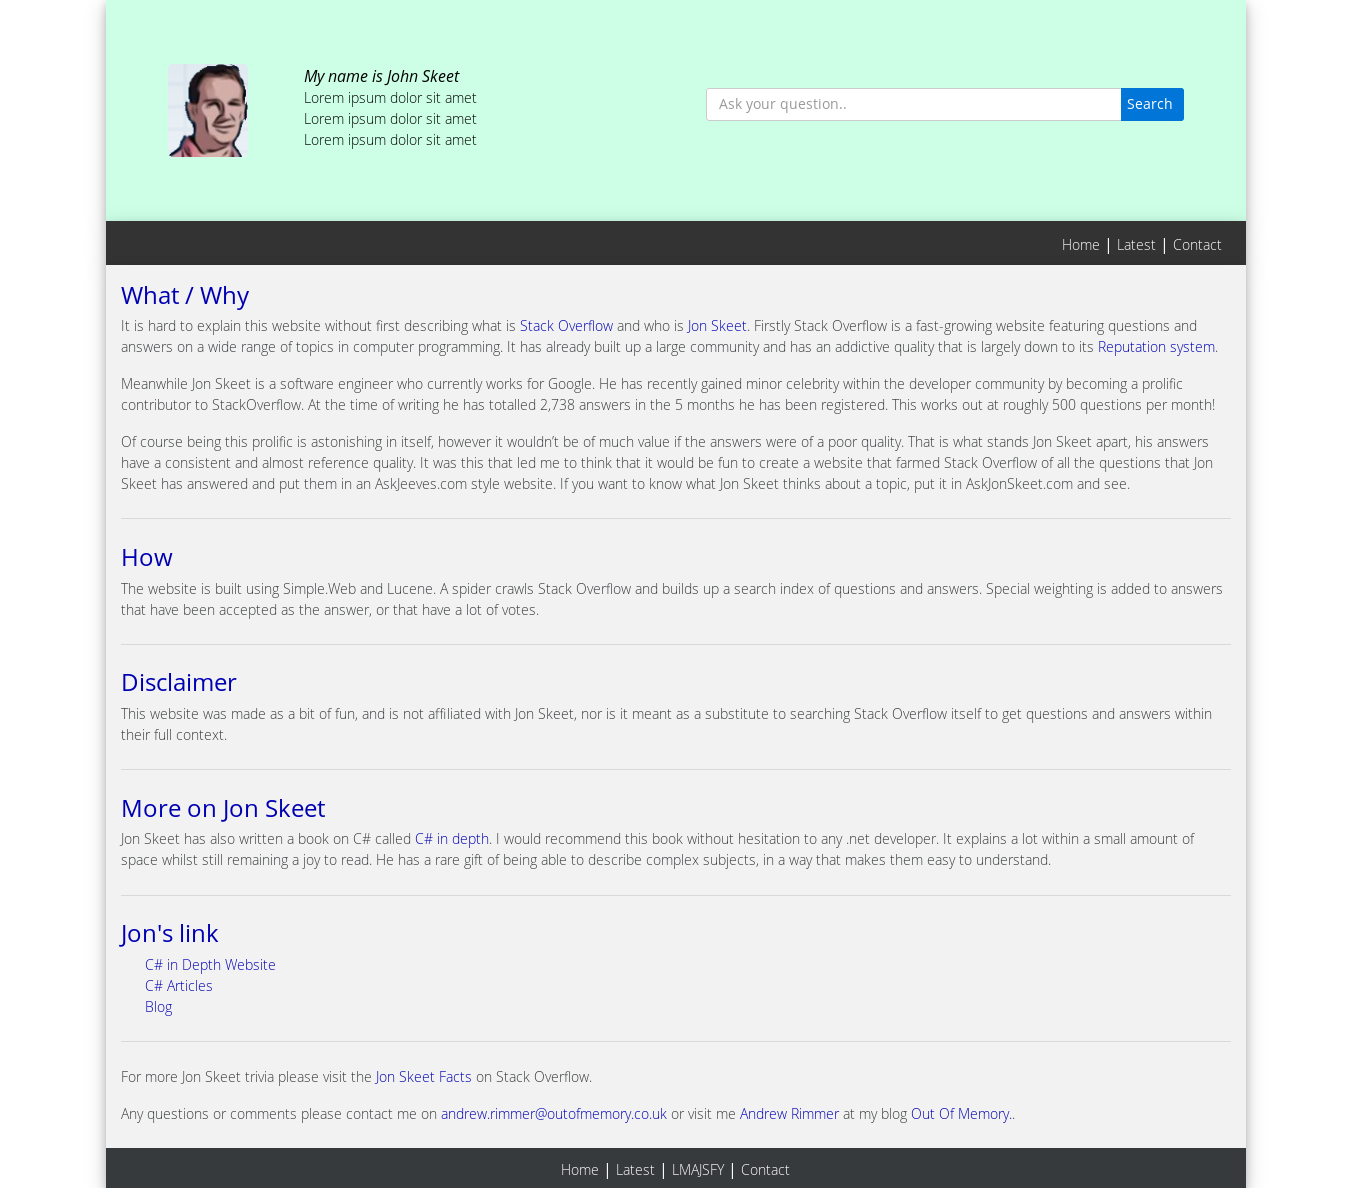 My name is John Skeet
Lorem ipsum dolor sit amet
Lorem ipsum dolor sit amet
Lorem ipsum dolor sit amet
Ask your question..
Search
Home | Latest | Contact
What / Why
It is hard to explain this website without first describing what is Stack Overflow and who is Jon Skeet. Firstly Stack Overflow is a fast-growing website featuring questions and
answers on a wide range of topics in computer programming. It has already built up a large community and has an addictive quality that is largely down to its Reputation system.
Meanwhile Jon Skeet is a software engineer who currently works for Google. He has recently gained minor celebrity within the developer community by becoming a prolific
contributor to StackOverflow. At the time of writing he has totalled 2,738 answers in the 5 months he has been registered. This works out at roughly 500 questions per month!
Of course being this prolific is astonishing in itself, however it wouldn’t be of much value if the answers were of a poor quality. That is what stands Jon Skeet apart, his answers
have a consistent and almost reference quality. It was this that led me to think that it would be fun to create a website that farmed Stack Overflow of all the questions that Jon
Skeet has answered and put them in an AskJeeves.com style website. If you want to know what Jon Skeet thinks about a topic, put it in AskJonSkeet.com and see.
How
The website is built using Simple.Web and Lucene. A spider crawls Stack Overflow and builds up a search index of questions and answers. Special weighting is added to answers
that have been accepted as the answer, or that have a lot of votes.
Disclaimer
This website was made as a bit of fun, and is not affiliated with Jon Skeet, nor is it meant as a substitute to searching Stack Overflow itself to get questions and answers within
their full context.
More on Jon Skeet
Jon Skeet has also written a book on C# called C# in depth. I would recommend this book without hesitation to any .net developer. It explains a lot within a small amount of
space whilst still remaining a joy to read. He has a rare gift of being able to describe complex subjects, in a way that makes them easy to understand.
Jon's link
C# in Depth Website
C# Articles
Blog
For more Jon Skeet trivia please visit the Jon Skeet Facts on Stack Overflow.
Any questions or comments please contact me on andrew.rimmer@outofmemory.co.uk or visit me Andrew Rimmer at my blog Out Of Memory..
Home | Latest | LMAJSFY | Contact